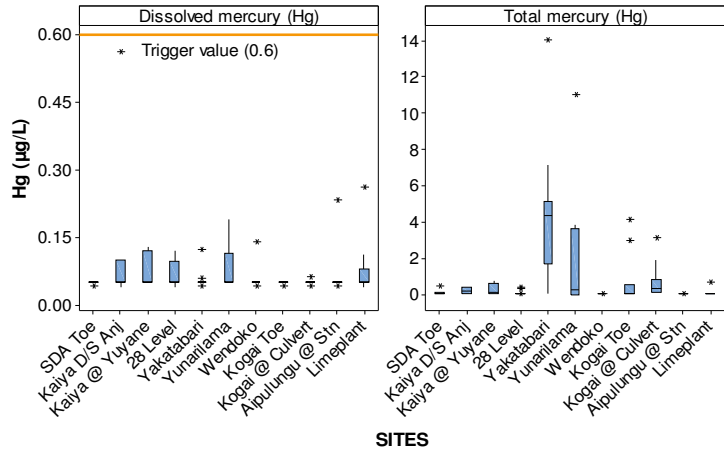 Dissolved mercury (Hg)
Total mercury (Hg)
Hg (µg/L)
0.60
0.45
0.30
0.15
0.00
* Trigger value (0.6)
14
12
10
8
6
4
2
0
SDA Toe
Kaiya D/S Anj
Kaiya @ Yuyane
28 Level
Yakatabari
Yunarilama
Wendoko
Kogai Toe
Kogai @ Culvert
Aipulungu @ Stn
Limeplant
SDA Toe
Kaiya D/S Anj
Kaiya @ Yuyane
28 Level
Yakatabari
Yunarilama
Wendoko
Kogai Toe
Kogai @ Culvert
Aipulungu @ Stn
Limeplant
SITES